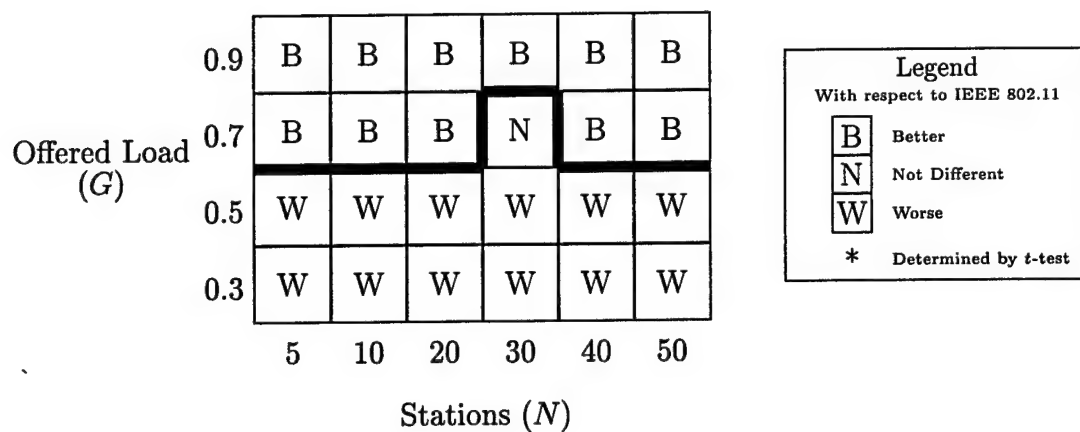 0.9 B B B B B B
0.7 B B B N B B
Offered Load
(G)
0.5 W W W W W W
0.3 W W W W W W
5 10 20 30 40 50
Stations (N)
Legend
With respect to IEEE 802.11
B Better
N Not Different
W Worse
* Determined by t-test